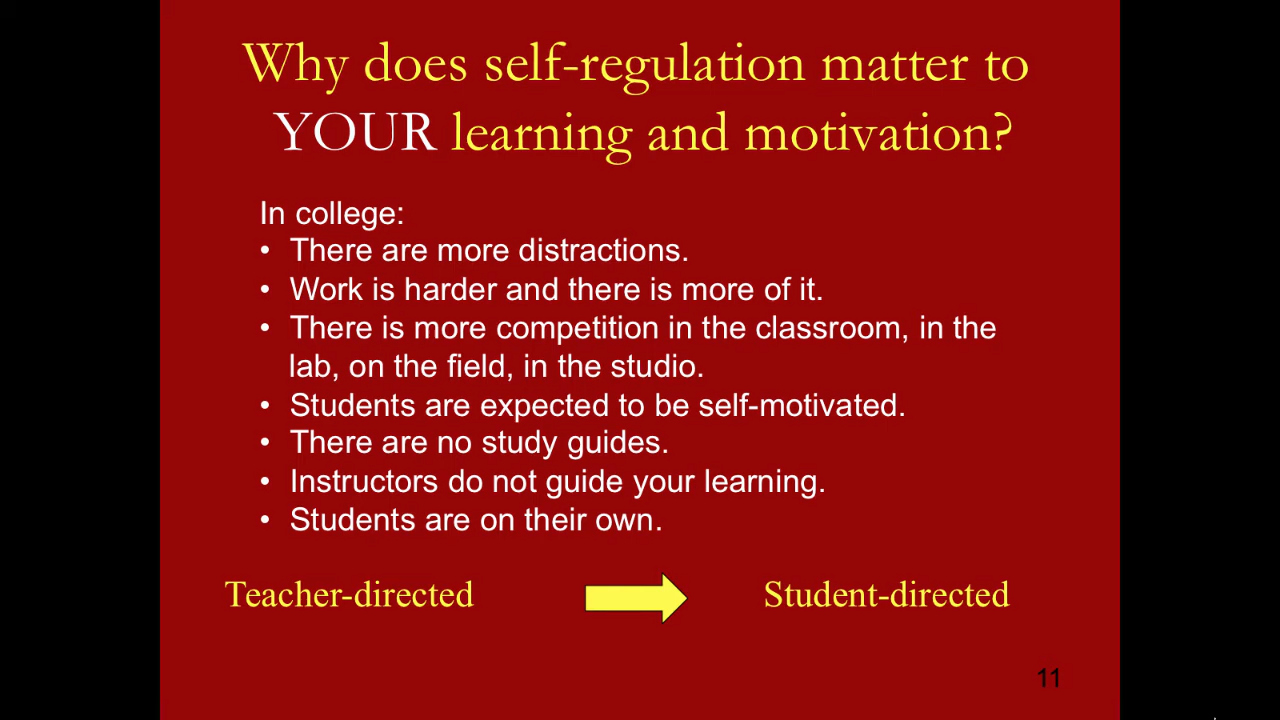 Why does self-regulation matter to
YOUR learning and motivation?
In college:
• There are more distractions.
• Work is harder and there is more of it.
• There is more competition in the classroom, in the
lab, on the field, in the studio.
• Students are expected to be self-motivated.
• There are no study guides.
• Instructors do not guide your learning.
• Students are on their own.
Teacher-directed Student-directed
11